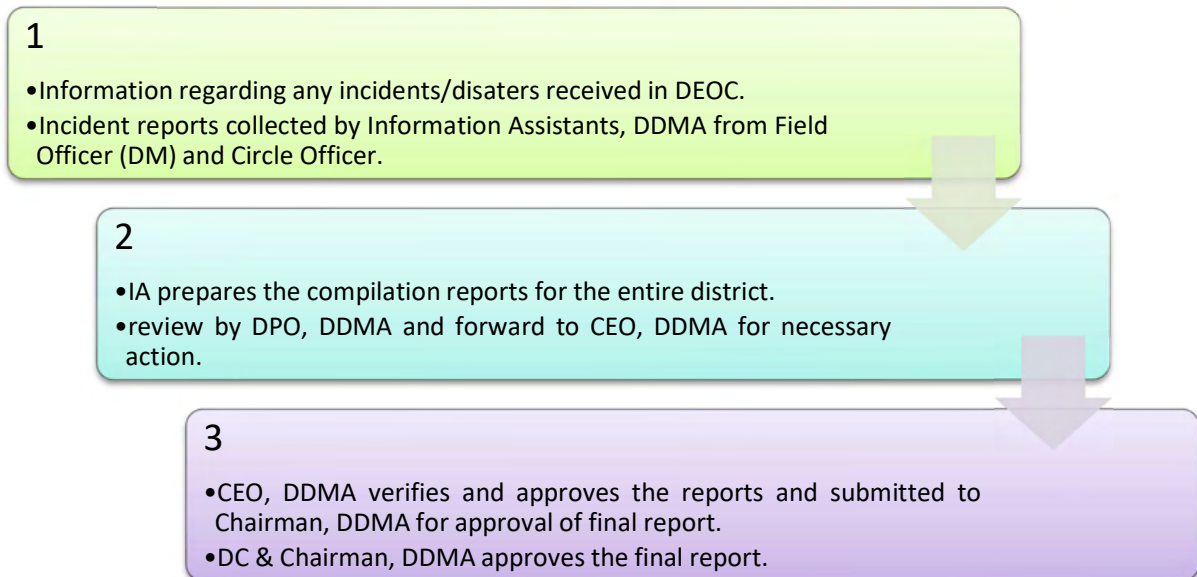 1
•Information regarding any incidents/disaters received in DEOC.
•Incident reports collected by Information Assistants, DDMA from Field
Officer (DM) and Circle Officer.
2
•IA prepares the compilation reports for the entire district.
•review by DPO, DDMA and forward to CEO, DDMA for necessary
action.
3
•CEO, DDMA verifies and approves the reports and submitted to
Chairman, DDMA for approval of final report.
•DC & Chairman, DDMA approves the final report.